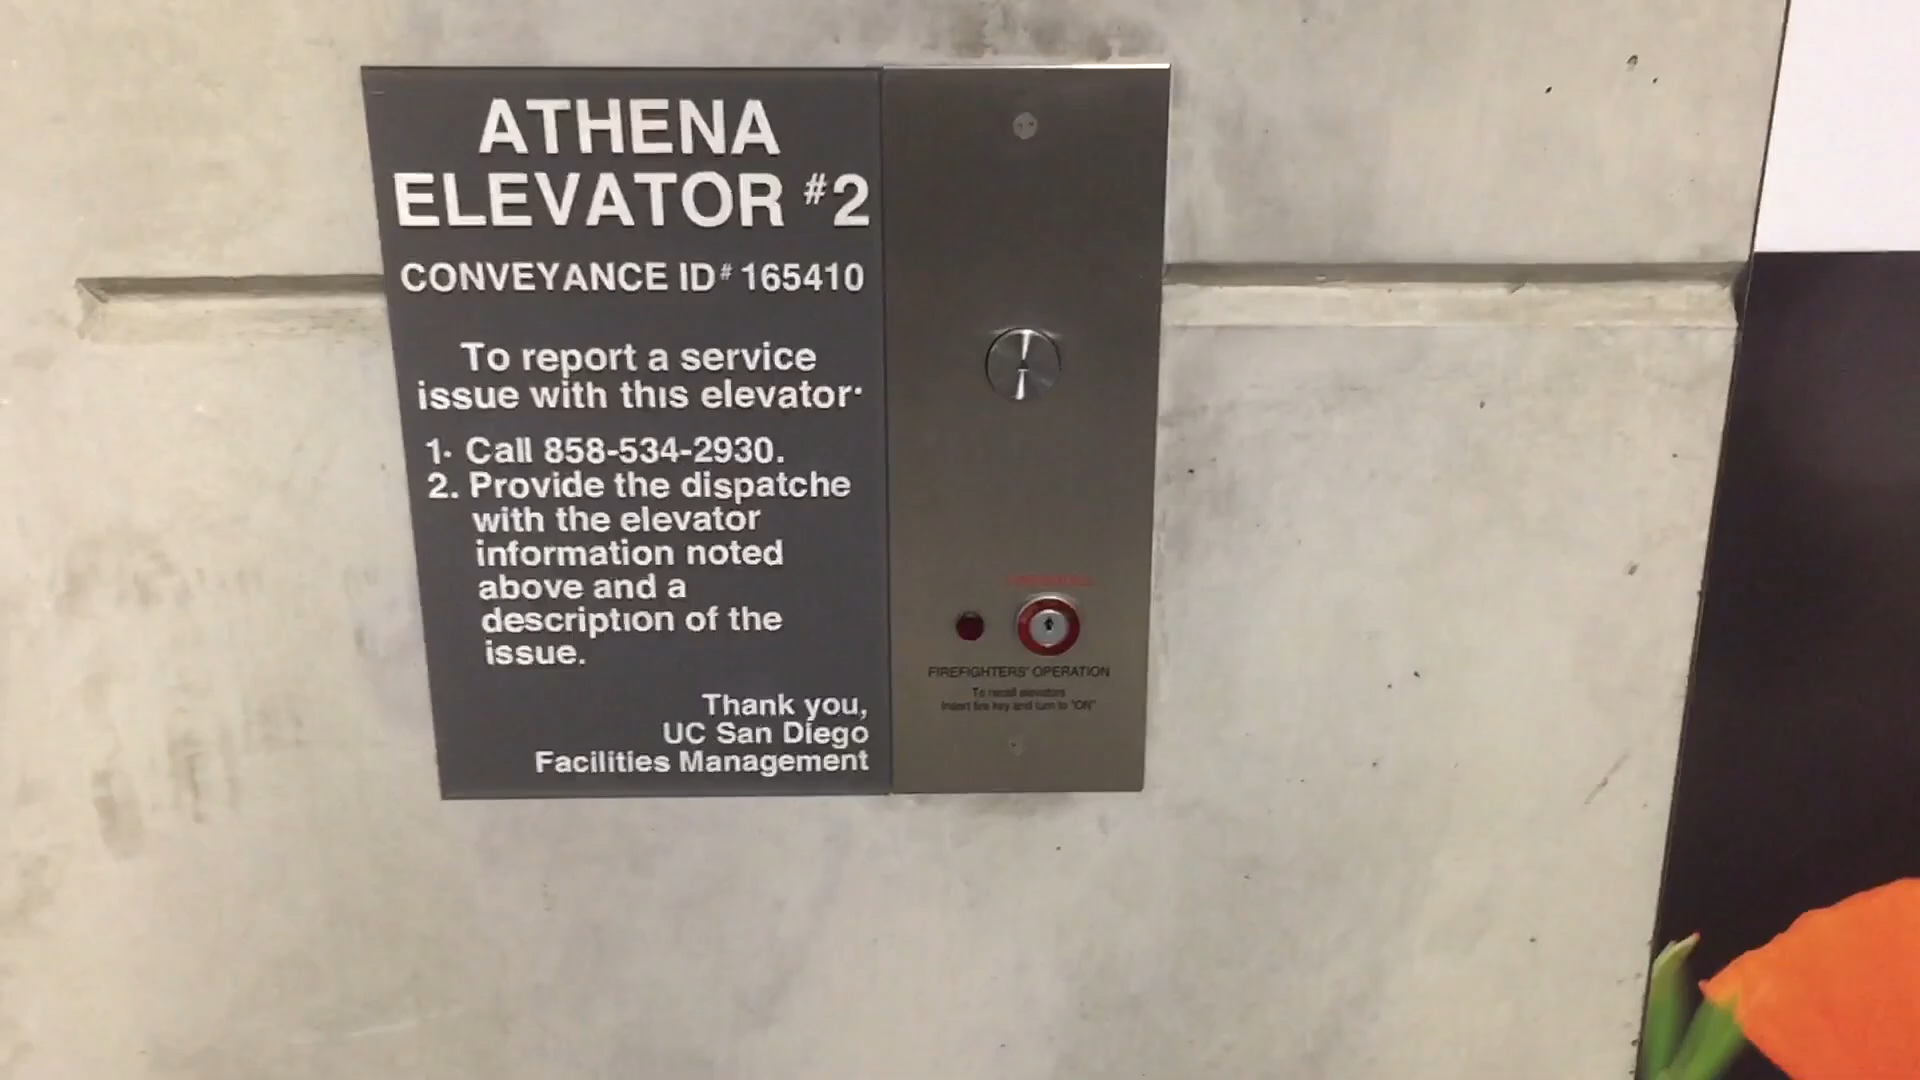 ATHENA
ELEVATOR #2
CONVEYANCE ID# 165410
To report a service
issue with this elevator·
1· Call 858-534-2930.
2. Provide the dispatche
with the elevator
information noted
above and a
description of the
issue.
Thank you,
UC San Diego
Facilities Management
FIREFIGHTERS' OPERATION
To recall elevators
Insert fire key and turn to "ON"